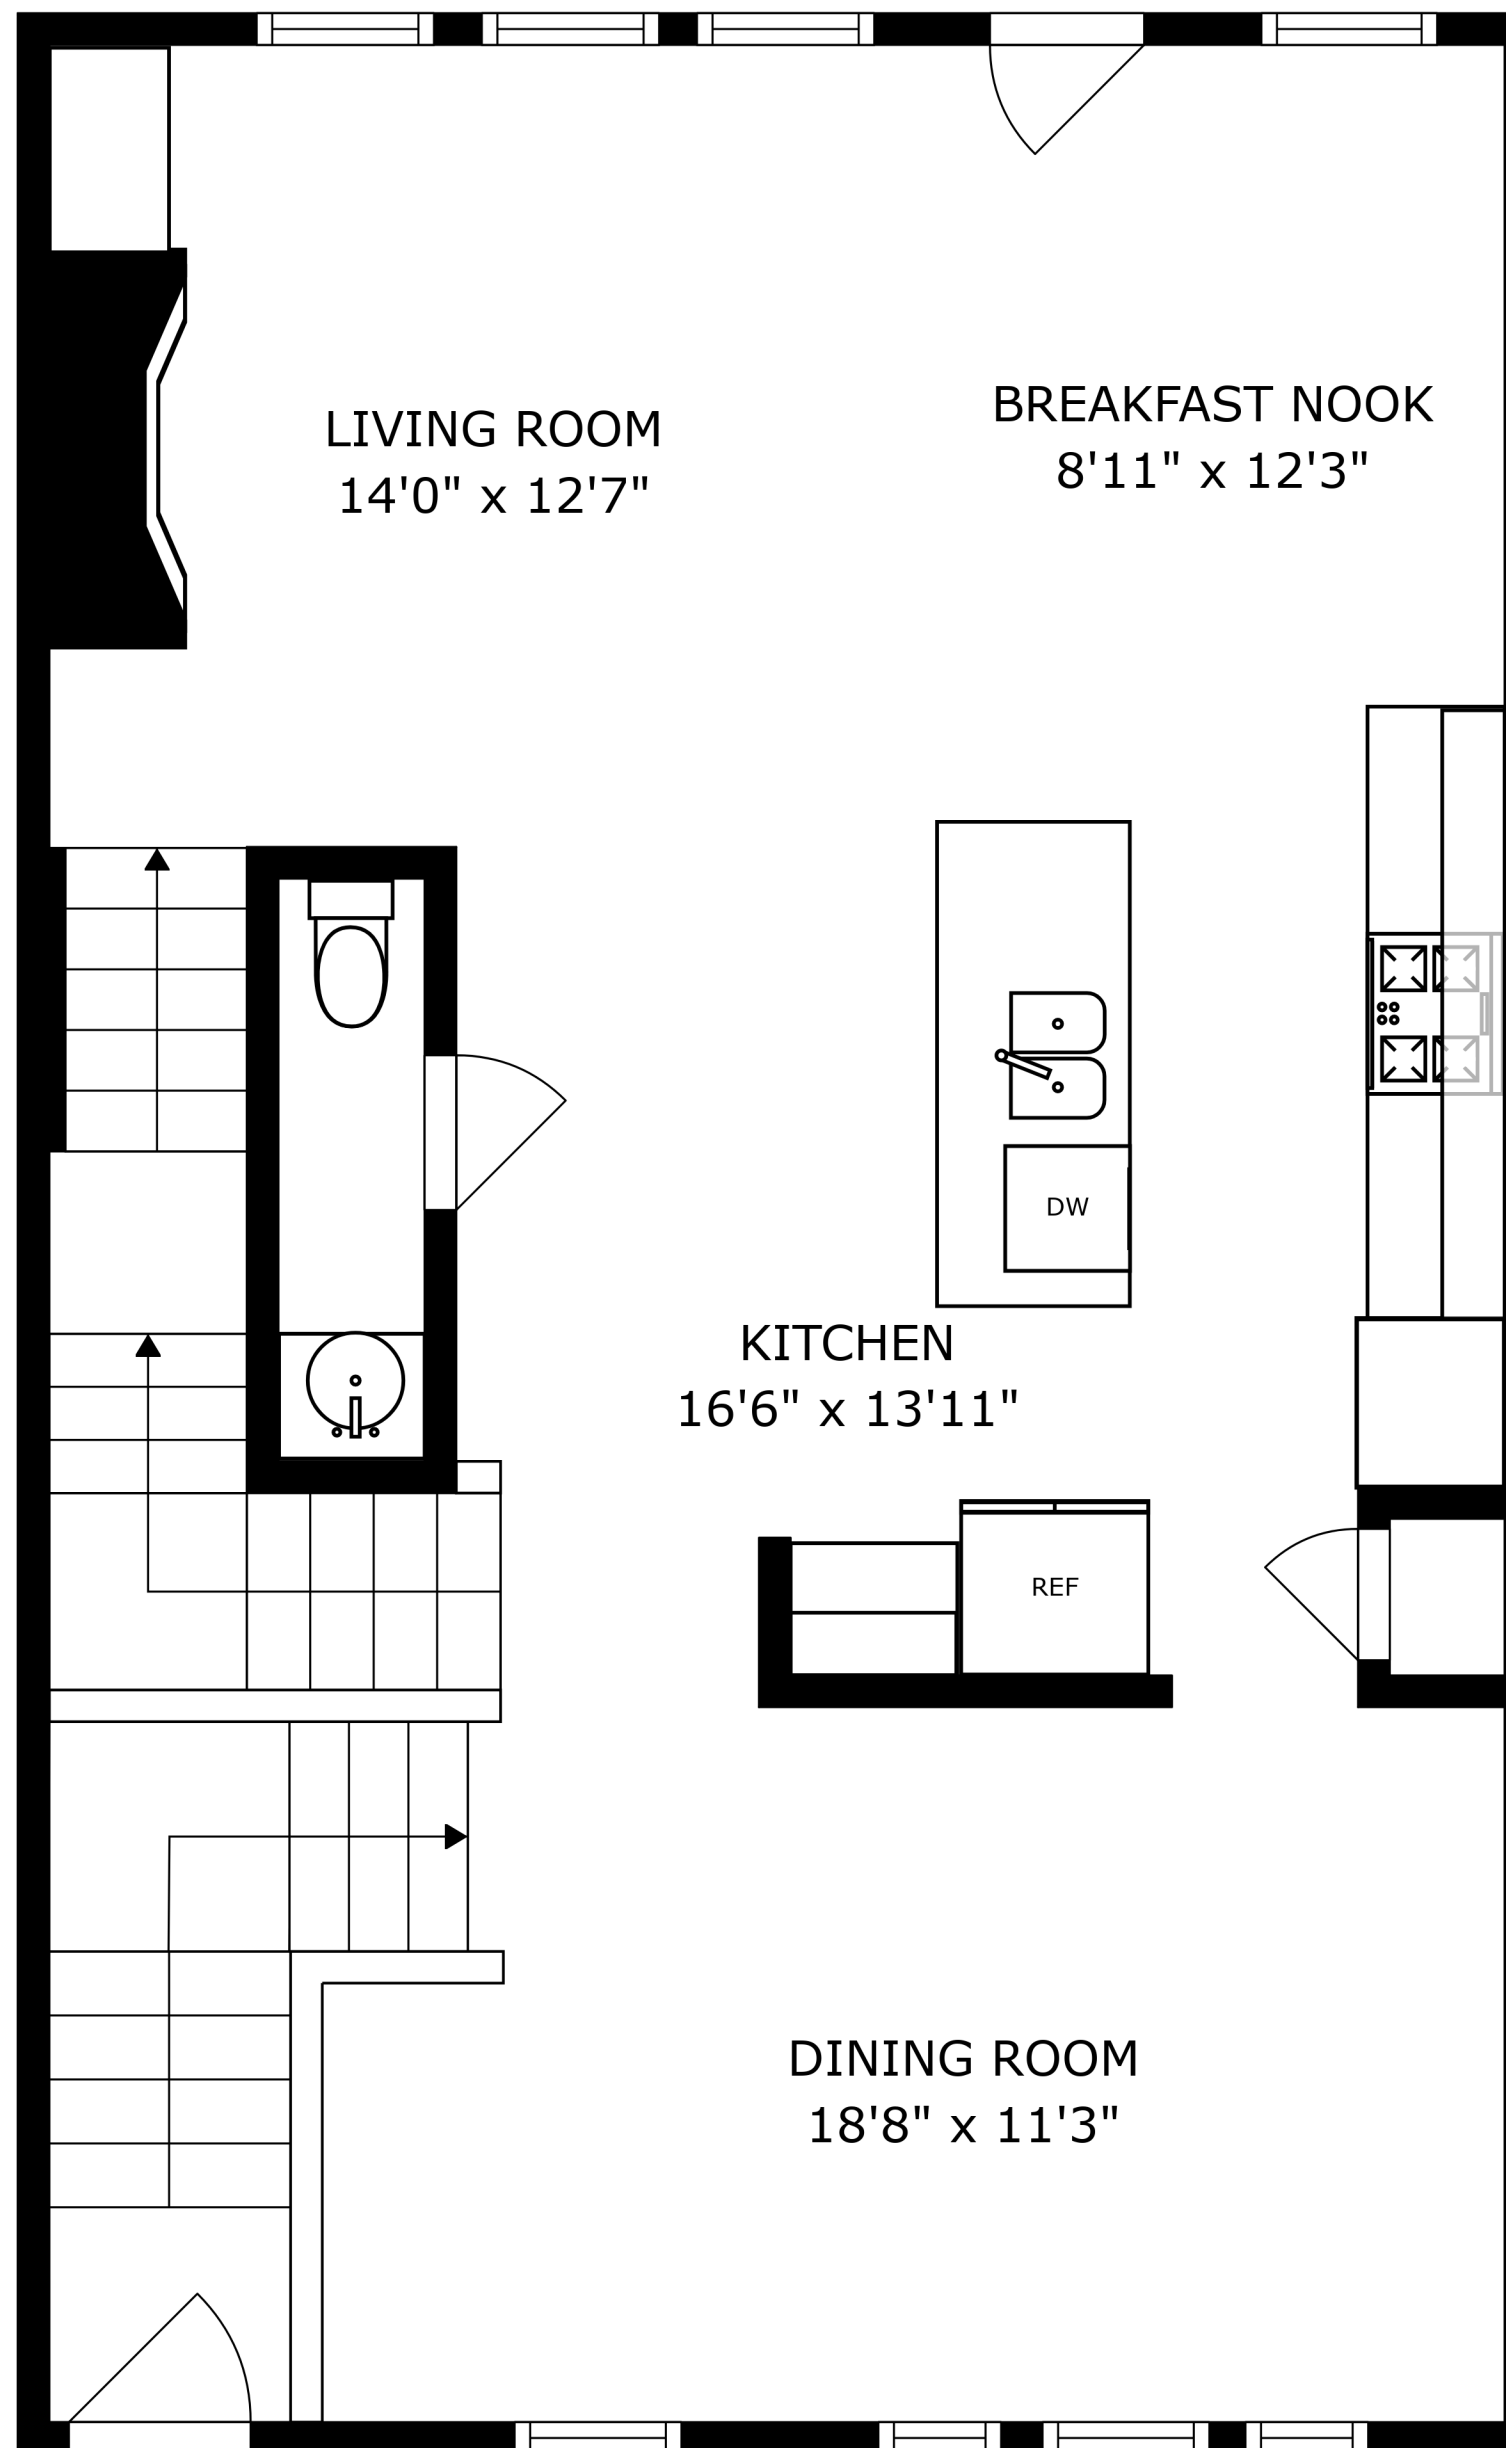 LIVING ROOM
14'0" x 12'7"
BREAKFAST NOOK
8'11" x 12'3"
DW
KITCHEN
16'6" x 13'11"
REF
DINING ROOM
18'8" x 11'3"